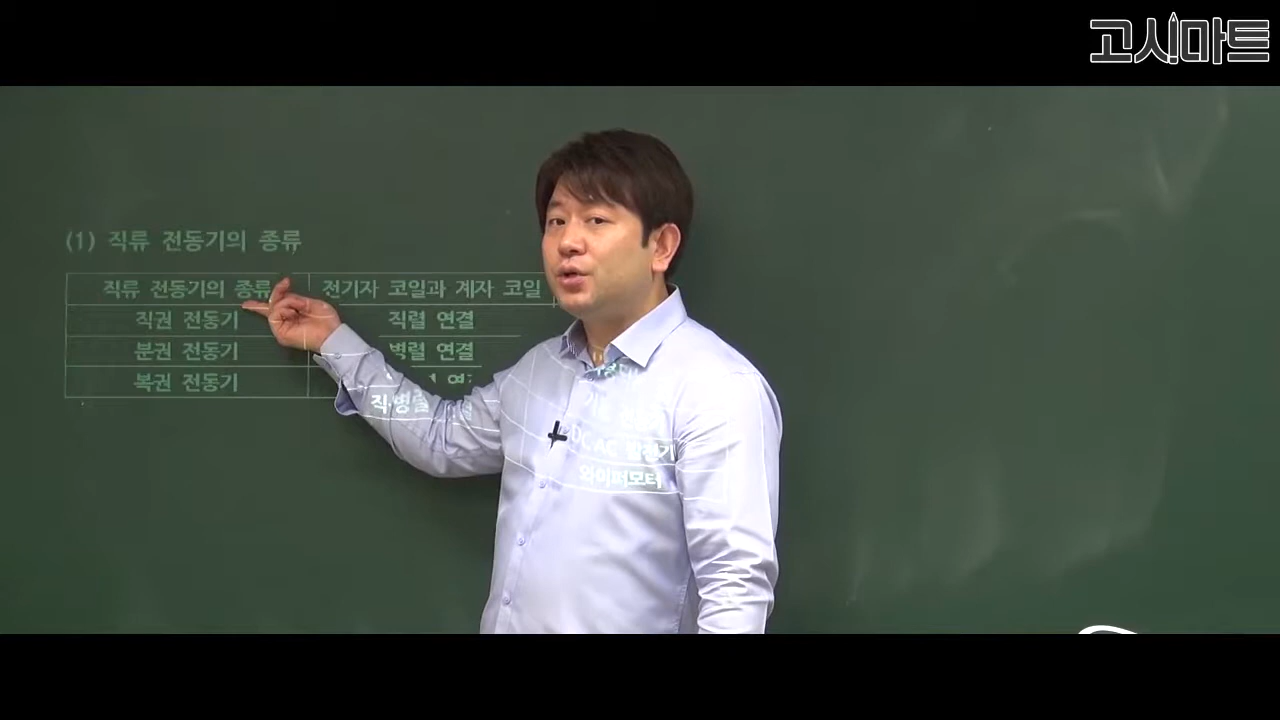 고시마트
(1) 직류 전동기의 종류
직류 전동기의 종류 전기자 코일과 계자 코일
직권 전동기 직렬 연결
분권 전동기 병렬 연결
복권 전동기
직·병렬
DC, AC 발전기
와이퍼모터